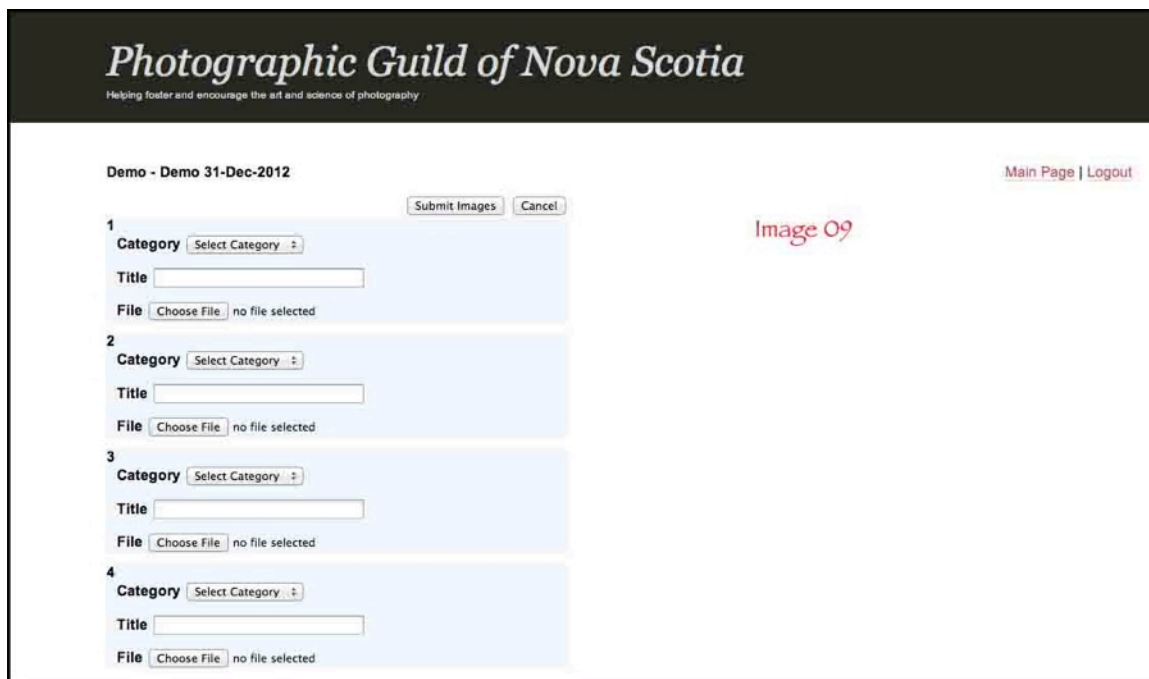 Photographic Guild of Nova Scotia
Helping foster and encourage the art and science of photography
Demo - Demo 31-Dec-2012
Main Page | Logout
Submit Images Cancel
Image 09
1
Category Select Category
Title
File Choose File no file selected
2
Category Select Category
Title
File Choose File no file selected
3
Category Select Category
Title
File Choose File no file selected
4
Category Select Category
Title
File Choose File no file selected